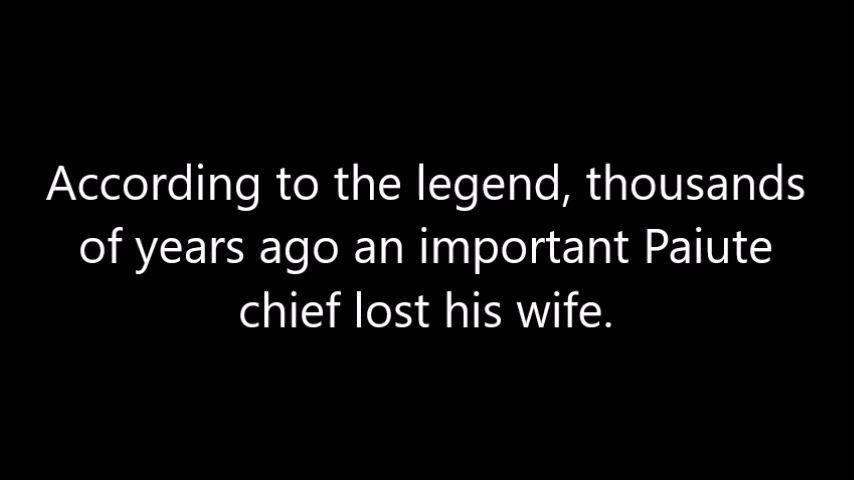 According to the legend, thousands
of years ago an important Paiute
chief lost his wife.